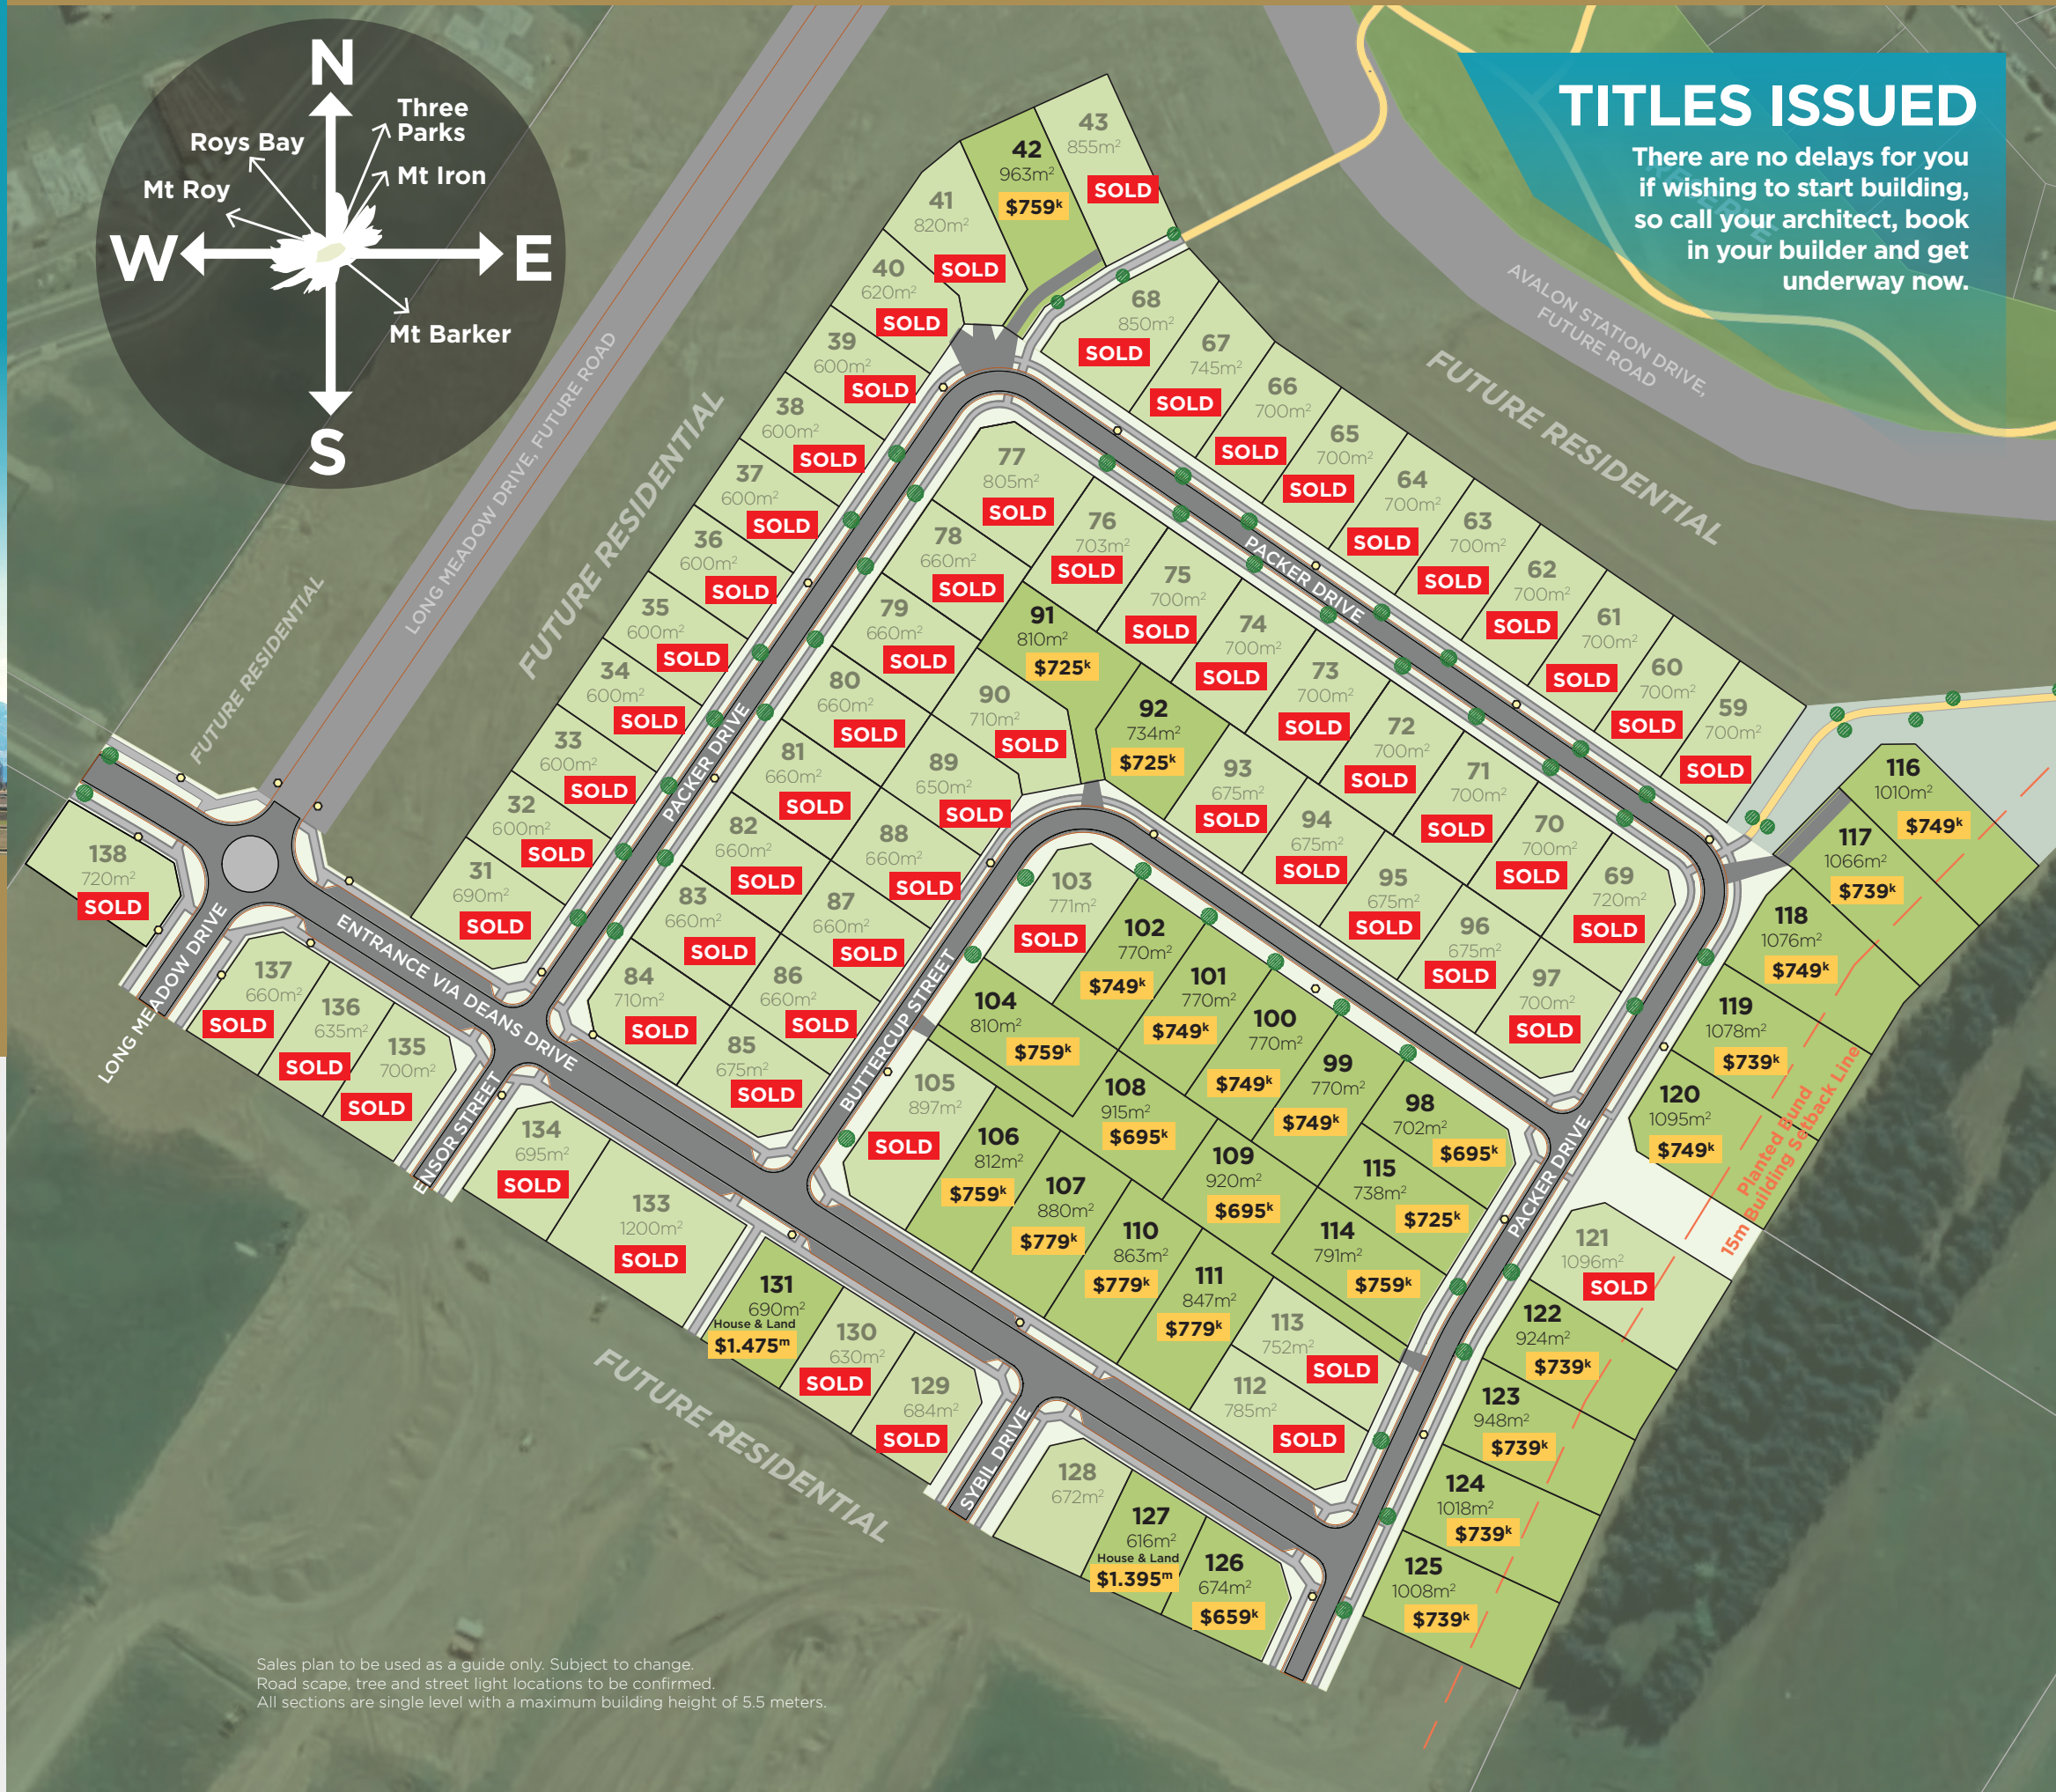 N
Three
Parks
Roys Bay
Mt Iron
Mt Roy
W
E
Mt Barker
S
TITLES ISSUED
There are no delays for you
if wishing to start building,
so call your architect, book
in your builder and get
underway now.
RESERVE
AVALON STATION DRIVE,
FUTURE ROAD
FUTURE RESIDENTIAL
LONG MEADOW DRIVE, FUTURE ROAD
FUTURE RESIDENTIAL
FUTURE RESIDENTIAL
43
855m²
SOLD
42
963m²
$759k
41
820m²
SOLD
40
620m²
SOLD
39
600m²
SOLD
38
600m²
SOLD
37
600m²
SOLD
36
600m²
SOLD
35
600m²
SOLD
34
600m²
SOLD
33
600m²
SOLD
32
600m²
SOLD
31
690m²
SOLD
68
850m²
SOLD
67
745m²
SOLD
66
700m²
SOLD
65
700m²
SOLD
64
700m²
SOLD
63
700m²
SOLD
62
700m²
SOLD
61
700m²
SOLD
60
700m²
SOLD
59
700m²
SOLD
PACKER DRIVE
PACKER DRIVE
77
805m²
SOLD
76
703m²
SOLD
75
700m²
SOLD
74
700m²
SOLD
73
700m²
SOLD
72
700m²
SOLD
71
700m²
SOLD
70
700m²
SOLD
69
720m²
SOLD
78
660m²
SOLD
79
660m²
SOLD
80
660m²
SOLD
81
660m²
SOLD
82
660m²
SOLD
83
660m²
SOLD
84
710m²
SOLD
85
675m²
SOLD
86
660m²
SOLD
87
660m²
SOLD
88
660m²
SOLD
89
650m²
SOLD
90
710m²
SOLD
91
810m²
$725k
92
734m²
$725k
93
675m²
SOLD
94
675m²
SOLD
95
675m²
SOLD
96
675m²
SOLD
97
700m²
SOLD
BUTTERCUP STREET
103
771m²
SOLD
102
770m²
$749k
101
770m²
$749k
100
770m²
$749k
99
770m²
$749k
98
702m²
$695k
104
810m²
$759k
105
897m²
SOLD
106
812m²
$759k
107
880m²
$779k
108
915m²
$695k
109
920m²
$695k
110
863m²
$779k
111
847m²
$779k
112
785m²
SOLD
113
752m²
SOLD
114
791m²
$759k
115
738m²
$725k
PACKER DRIVE
116
1010m²
$749k
117
1066m²
$739k
118
1076m²
$749k
119
1078m²
$739k
120
1095m²
$749k
Planted Bund
15m Building Setback Line
121
1096m²
SOLD
122
924m²
$739k
123
948m²
$739k
124
1018m²
$739k
125
1008m²
$739k
138
720m²
SOLD
LONG MEADOW DRIVE
ENTRANCE VIA DEANS DRIVE
137
660m²
SOLD
136
635m²
SOLD
135
700m²
SOLD
ENSOR STREET
134
695m²
SOLD
133
1200m²
SOLD
131
690m²
House & Land
$1.475m
130
630m²
SOLD
129
684m²
SOLD
SYBIL DRIVE
128
672m²
127
616m²
House & Land
$1.395m
126
674m²
$659k
FUTURE RESIDENTIAL
Sales plan to be used as a guide only. Subject to change.
Road scape, tree and street light locations to be confirmed.
All sections are single level with a maximum building height of 5.5 meters.